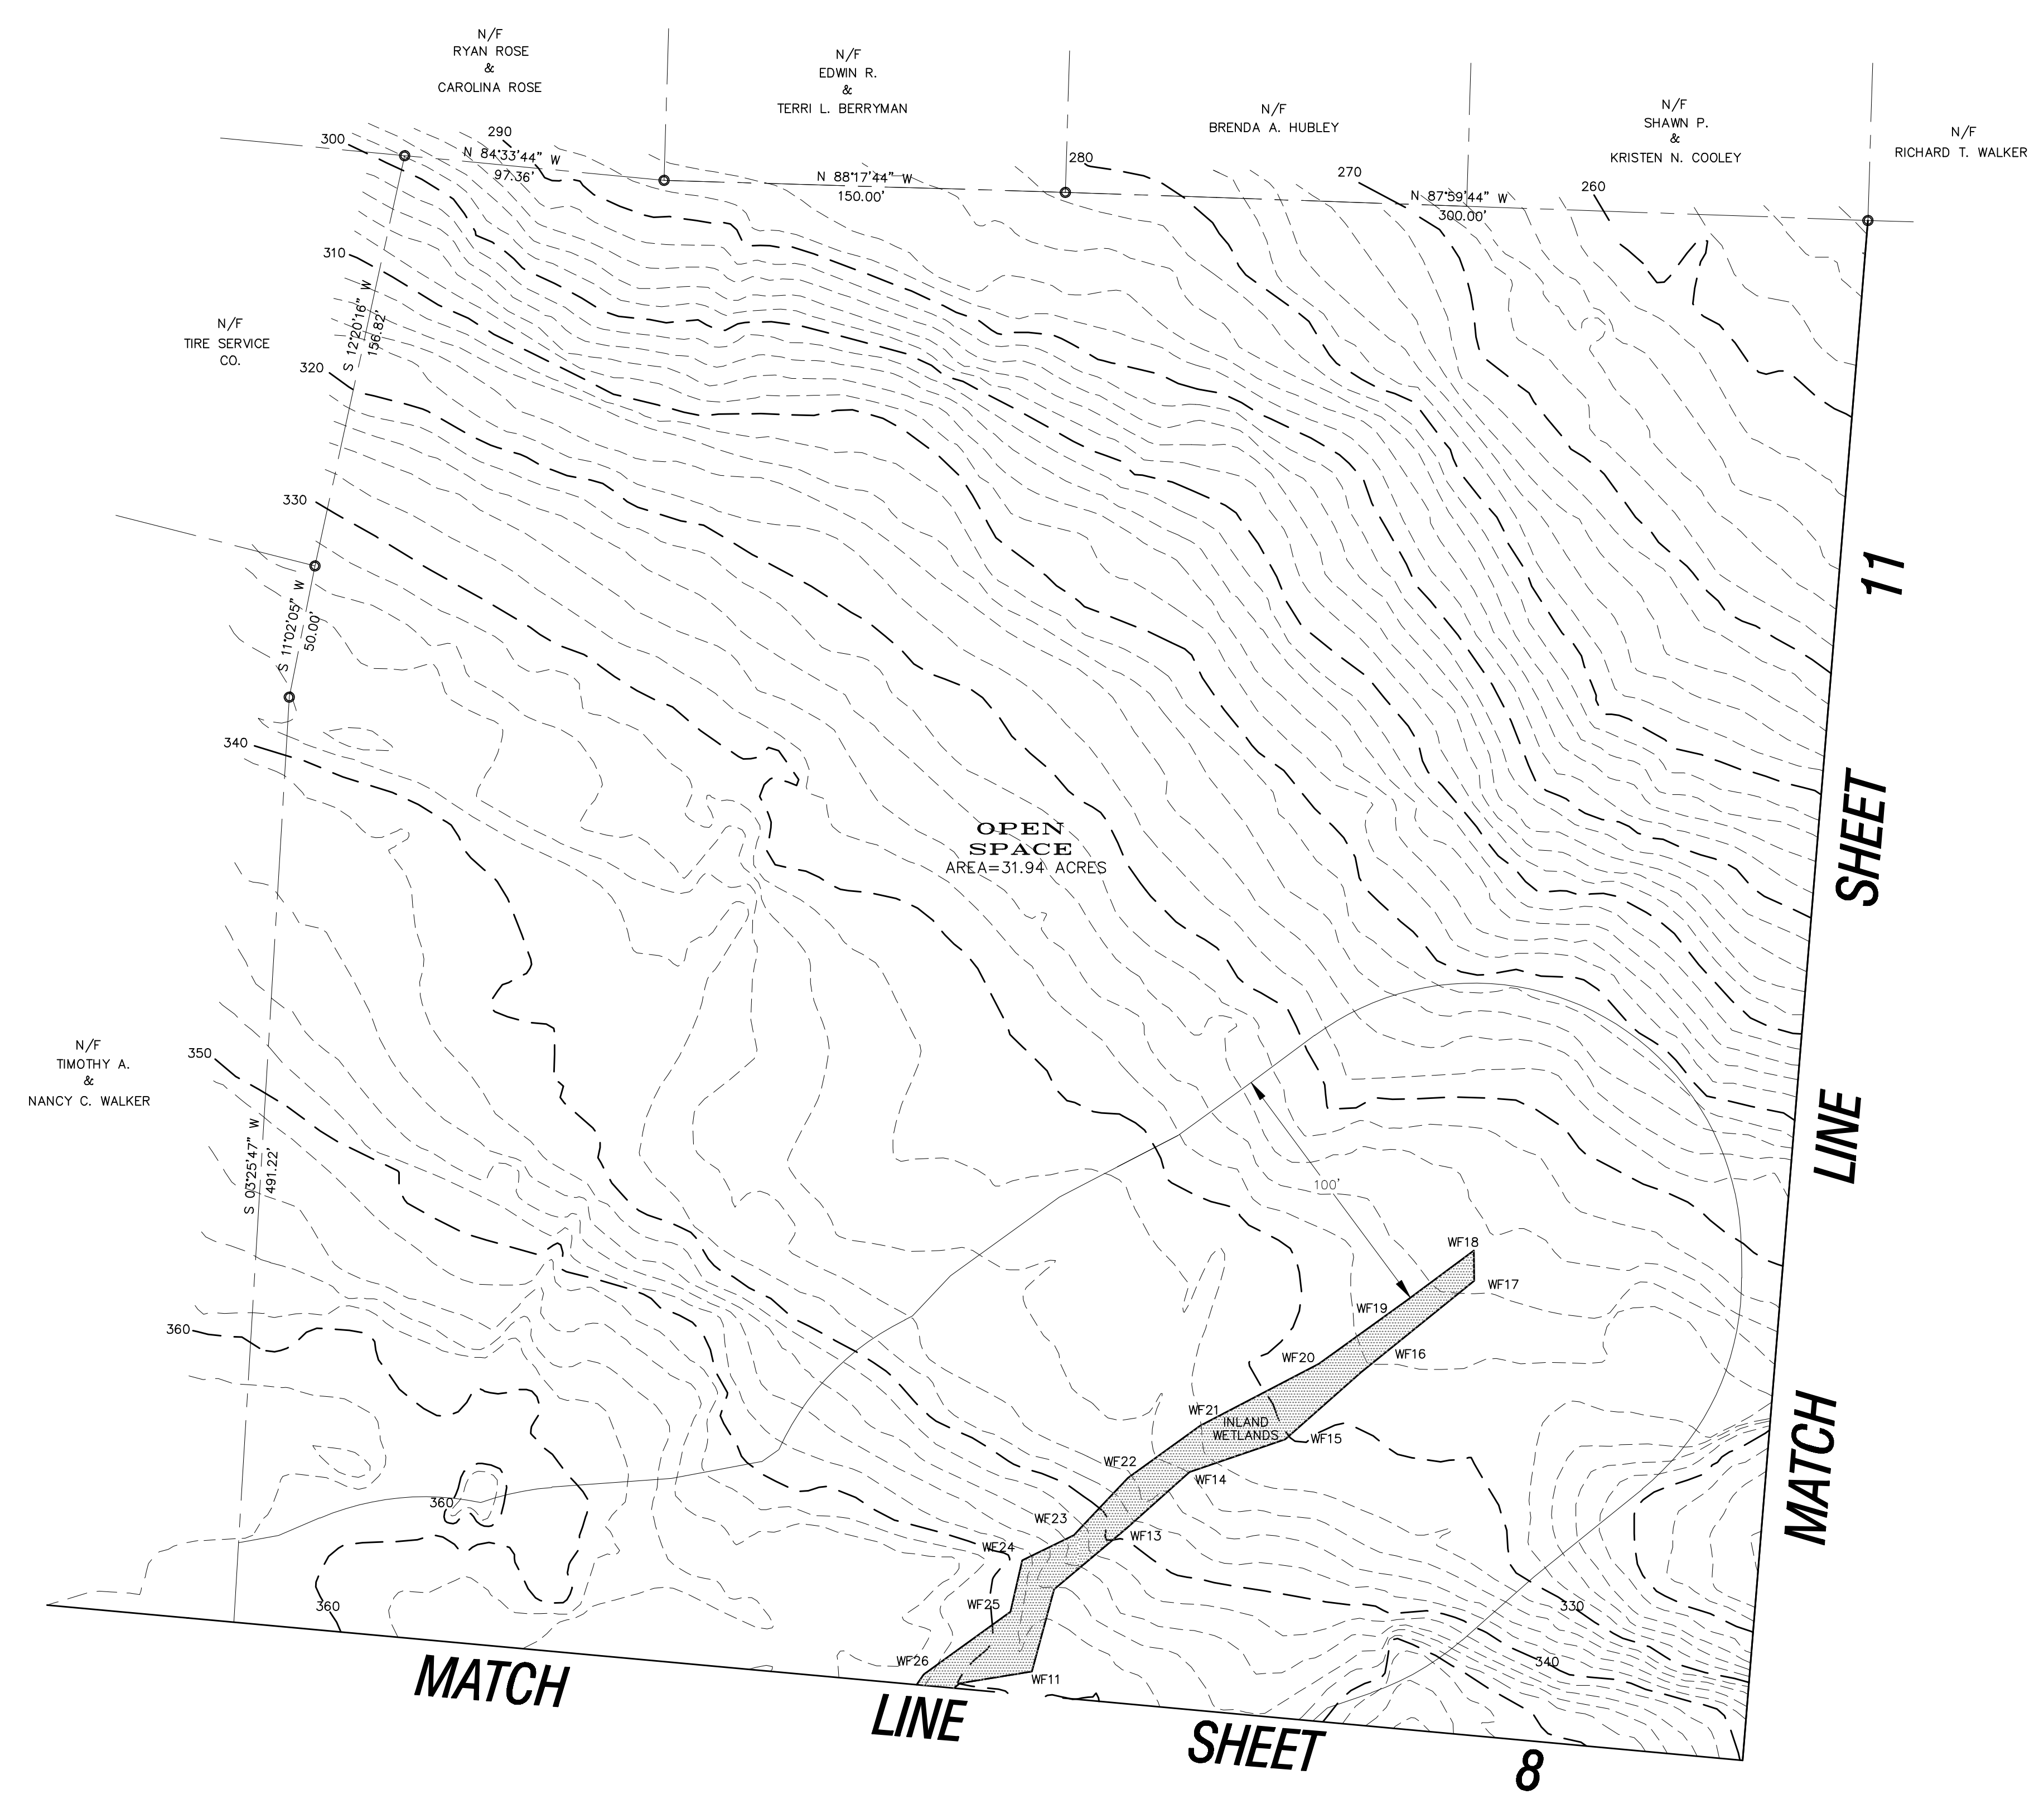 N/F
RYAN ROSE
&
CAROLINA ROSE
N/F
EDWIN R.
&
TERRI L. BERRYMAN
N/F
BRENDA A. HUBLEY
N/F
SHAWN P.
&
KRISTEN N. COOLEY
N/F
RICHARD T. WALKER
300
290
N 84°33'44" W
97.36'
N 88°17'44" W
150.00'
280
270
N 87°59'44" W
300.00'
260
310
S 12°20'16" W
156.82'
N/F
TIRE SERVICE
CO.
320
330
S 11°02'05" W
50.00'
340
OPEN
SPACE
AREA=31.94 ACRES
N/F
TIMOTHY A.
&
NANCY C. WALKER
350
S 03°25'47" W
491.22'
100'
360
WF18
WF17
WF19
WF16
WF20
WF21
INLAND
WETLANDS
WF15
WF22
WF14
360
WF23
WF13
WF24
WF25
360
330
WF26
WF11
340
MATCH LINE SHEET 8
MATCH LINE SHEET 11